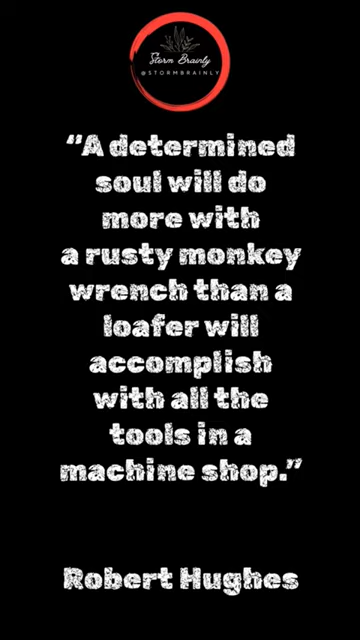 Storm Brainly
@STORMBRAINLY
“A determined
soul will do
more with
a rusty monkey
wrench than a
loafer will
accomplish
with all the
tools in a
machine shop.”
Robert Hughes